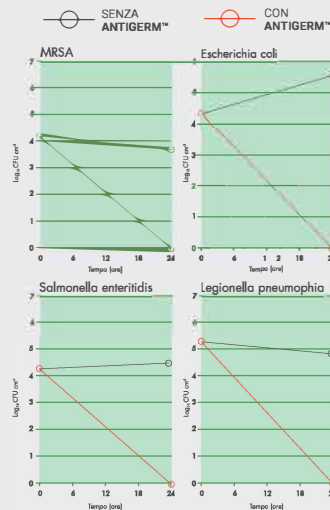 SENZA
ANTIGERM™
CON
ANTIGERM™
MRSA
Escherichia coli
7
6
5
4
3
2
1
0
Log₁₀CFU cm²
0 6 12 18 24
Tempo (ore)
7
5
4
3
2
1
0
Log₁₀CFU cm²
0 6 12 18
Tempo (ore)
Salmonella enteritidis
Legionella pneumophia
7
6
5
4
3
2
1
0
Log₁₀CFU cm²
0 6 12 18 24
Tempo (ore)
7
6
5
4
3
2
1
0
Log₁₀CFU cm²
0 6 12 18
Tempo (ore)